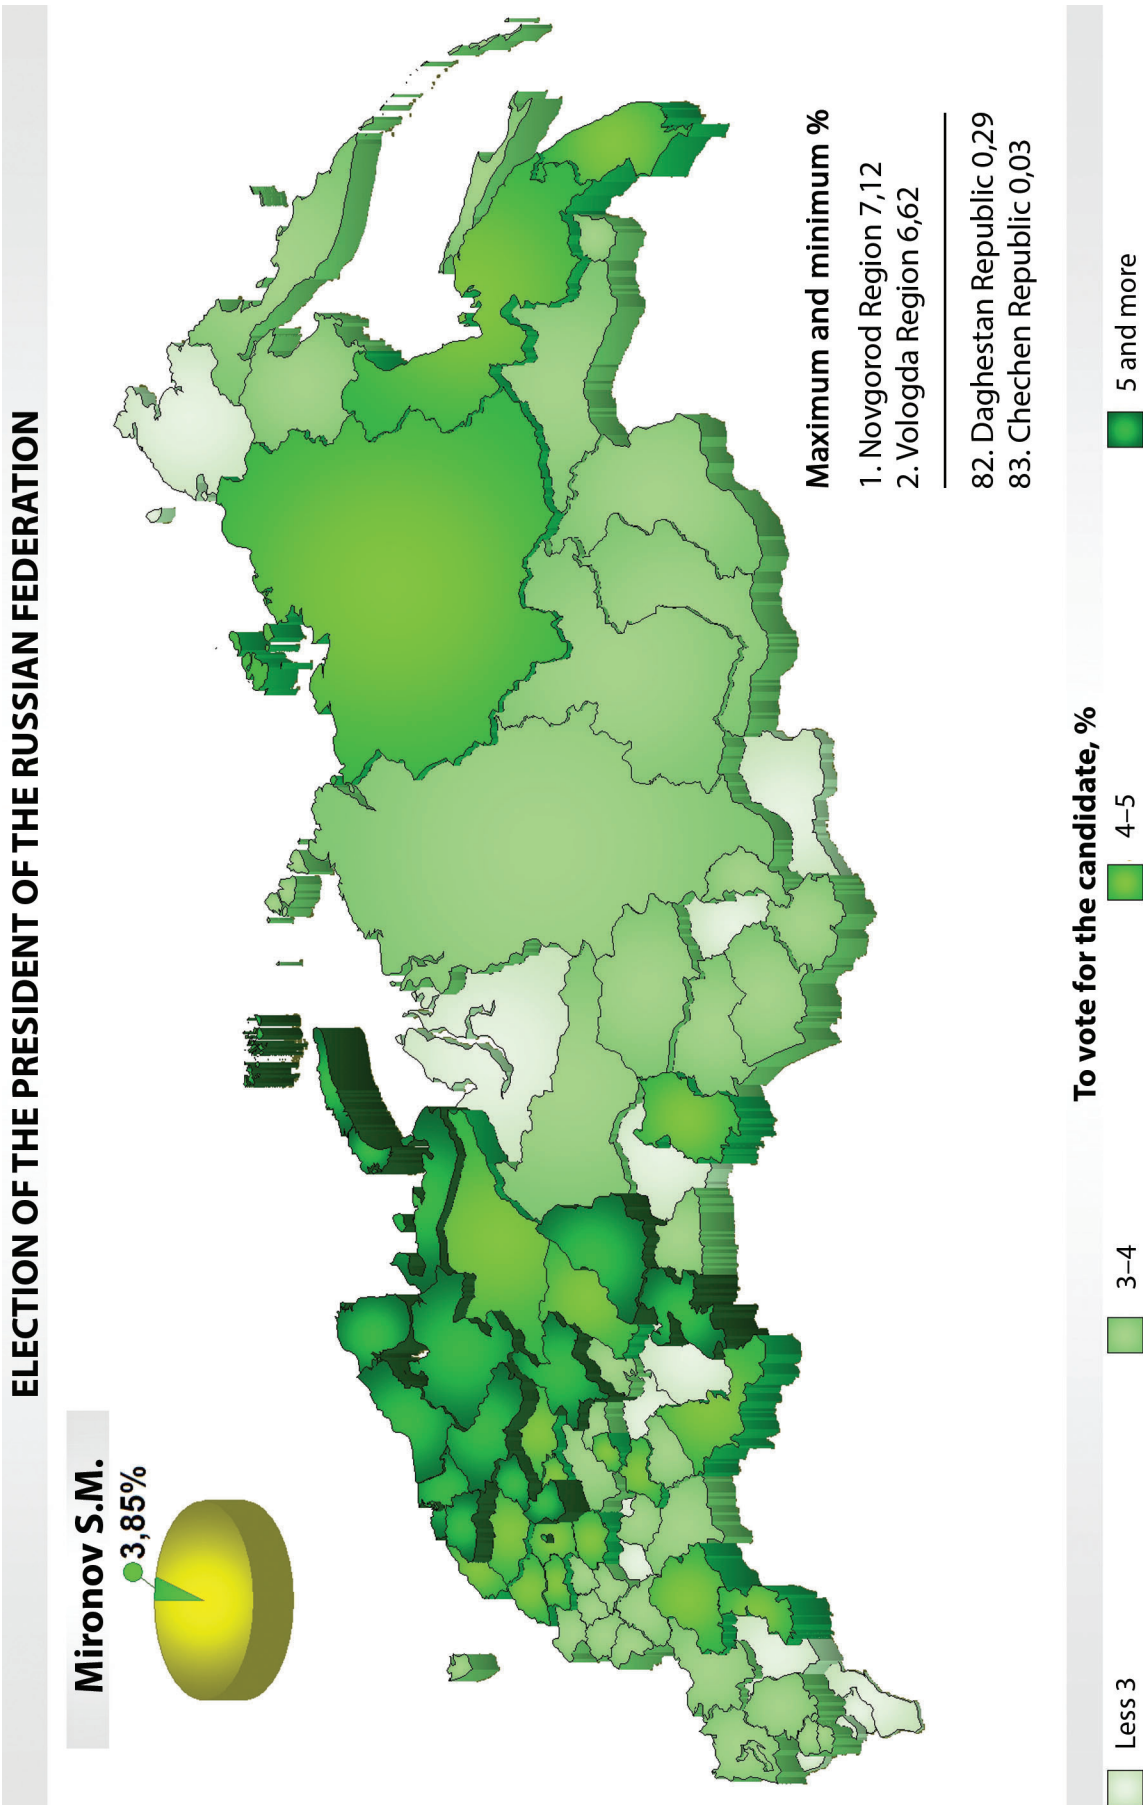 ELECTION OF THE PRESIDENT OF THE RUSSIAN FEDERATION
Mironov S.M.
3,85%
Maximum and minimum %
1. Novgorod Region 7,12
2. Vologda Region 6,62
82. Daghestan Republic 0,29
83. Chechen Republic 0,03
To vote for the candidate, %
Less 3
3–4
4–5
5 and more